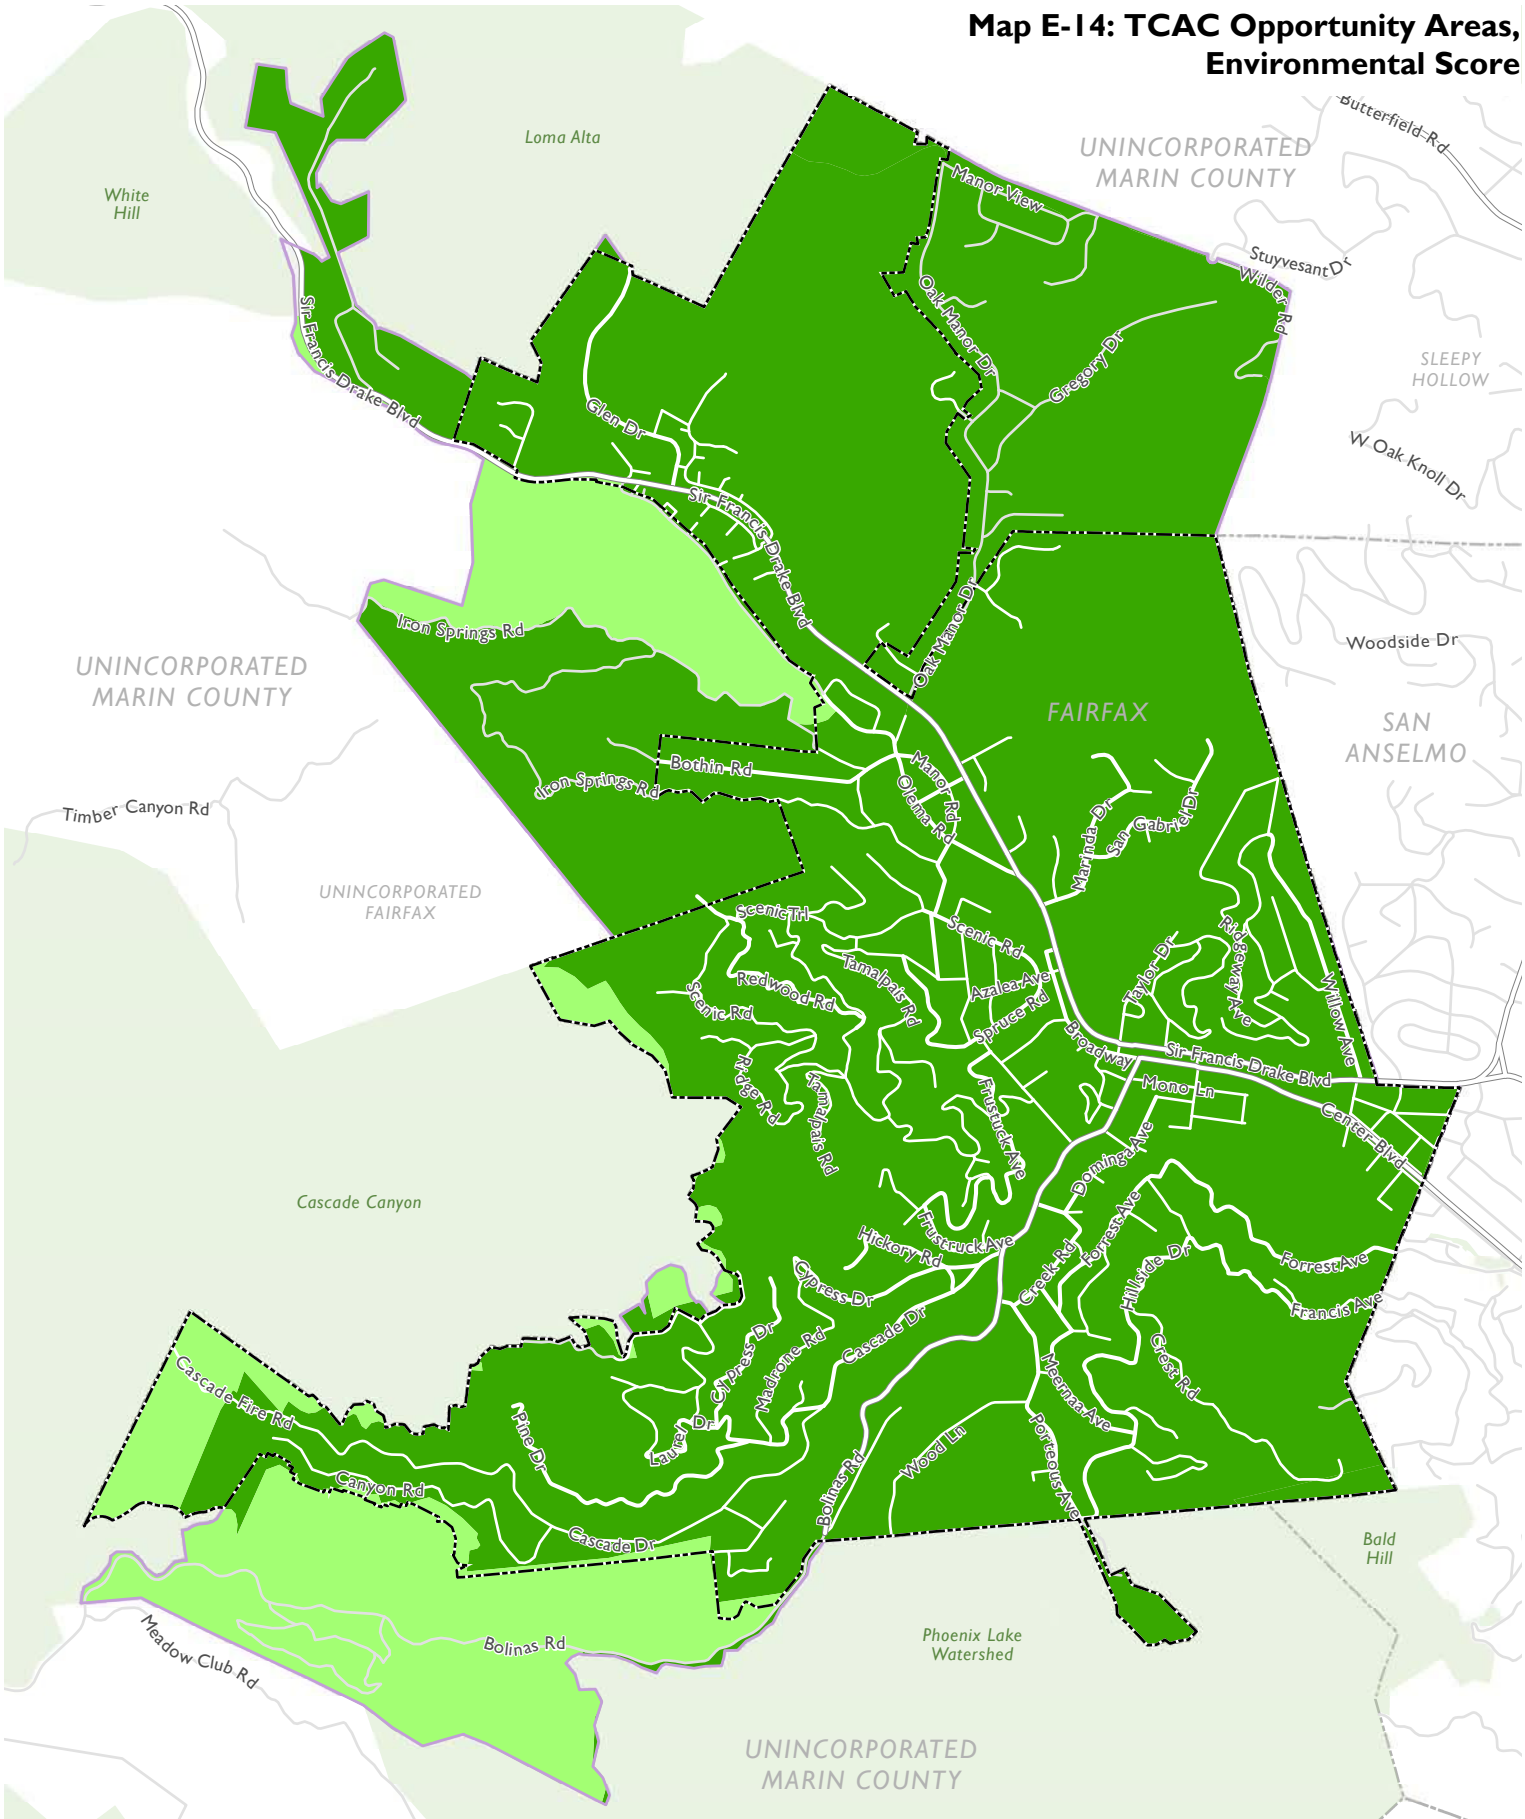 Map E-14: TCAC Opportunity Areas,
Environmental Score
Butterfield Rd
Loma Alta
UNINCORPORATED
MARIN COUNTY
White
Hill
Manor View
Stuyvesant Dr
Wilder Rd
Oak Manor Dr
Sir Francis Drake Blvd
Gregory Dr
SLEEPY
HOLLOW
Glen Dr
W Oak Knoll Dr
Sir Francis Drake Blvd
Iron Springs Rd
Oak Manor Dr
Woodside Dr
UNINCORPORATED
MARIN COUNTY
FAIRFAX
SAN
ANSELMO
Bothin Rd
Manor Rd
Iron Springs Rd
Olema Rd
Timber Canyon Rd
Marinda Dr
San Gabriel Dr
UNINCORPORATED
FAIRFAX
Scenic Trl
Scenic Rd
Ridgeway Ave
Taylor Dr
Tamalpais Rd
Redwood Rd
Azalea Ave
Scenic Rd
Spruce Rd
Willow Ave
Broadway
Sir Francis Drake Blvd
Ridge Rd
Tamalpais Rd
Frustuck Ave
Mono Ln
Center Blvd
Dominga Ave
Cascade Canyon
Frustruck Ave
Hickory Rd
Forrest Ave
Creek Rd
Hillside Dr
Forrest Ave
Cypress Dr
Francis Ave
Cascade Dr
Cypress Dr
Madrone Rd
Crest Rd
Cascade Fire Rd
Meernaa Ave
Pine Dr
Laurel Dr
Wood Ln
Porteous Ave
Bolinas Rd
Canyon Rd
Cascade Dr
Bald
Hill
Meadow Club Rd
Bolinas Rd
Phoenix Lake
Watershed
UNINCORPORATED
MARIN COUNTY